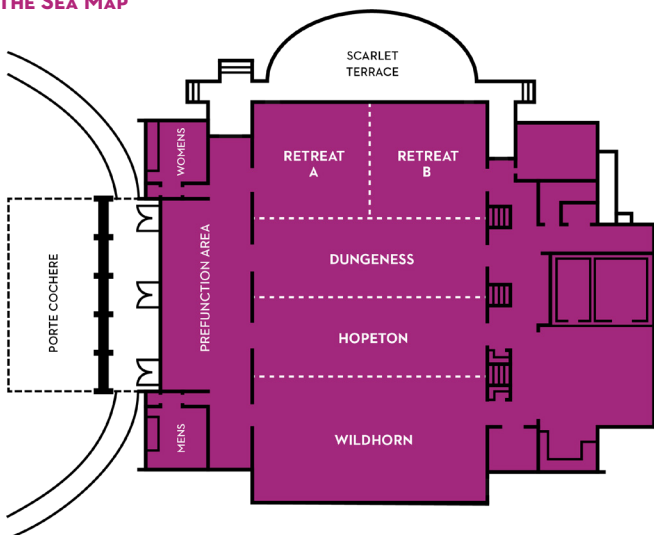 THE SEA MAP
SCARLET
TERRACE
WOMENS
RETREAT
A
RETREAT
B
PREFUNCTION AREA
PORTE COCHERE
DUNGENESS
HOPETON
MENS
WILDHORN